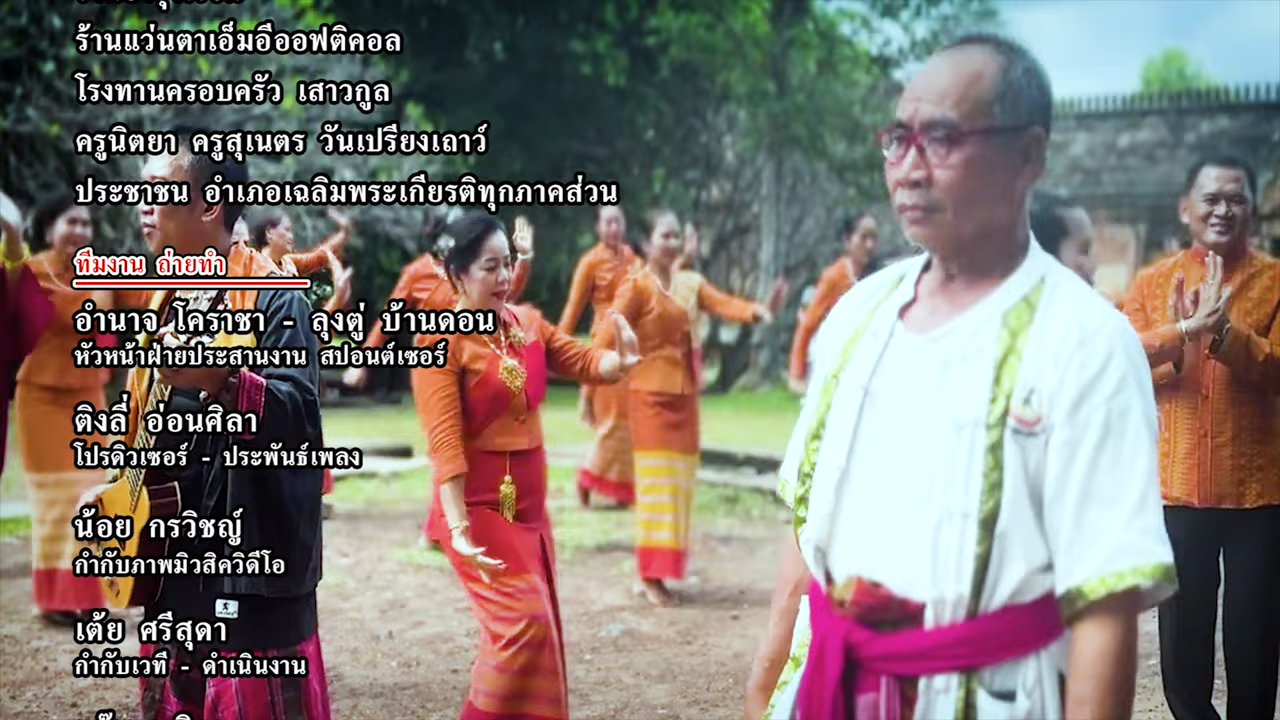 ร้านแว่นตาเอ็มอีออฟติคอล
โรงทานครอบครัว เสาวกูล
ครูนิตยา ครูสุเนตร วันเปรียงเถาว์
ประชาชน อำเภอเฉลิมพระเกียรติทุกภาคส่วน
ทีมงาน ถ่ายทำ
อำนาจ โคราชา - ลุงตู่ บ้านดอน
หัวหน้าฝ่ายประสานงาน สปอนต์เซอร์
ติงลี่ อ่อนศิลา
โปรดิวเซอร์ - ประพันธ์เพลง
น้อย กรวิชญ์
กำกับภาพมิวสิควิดีโอ
เต้ย ศรีสุดา
กำกับเวที - ดำเนินงาน